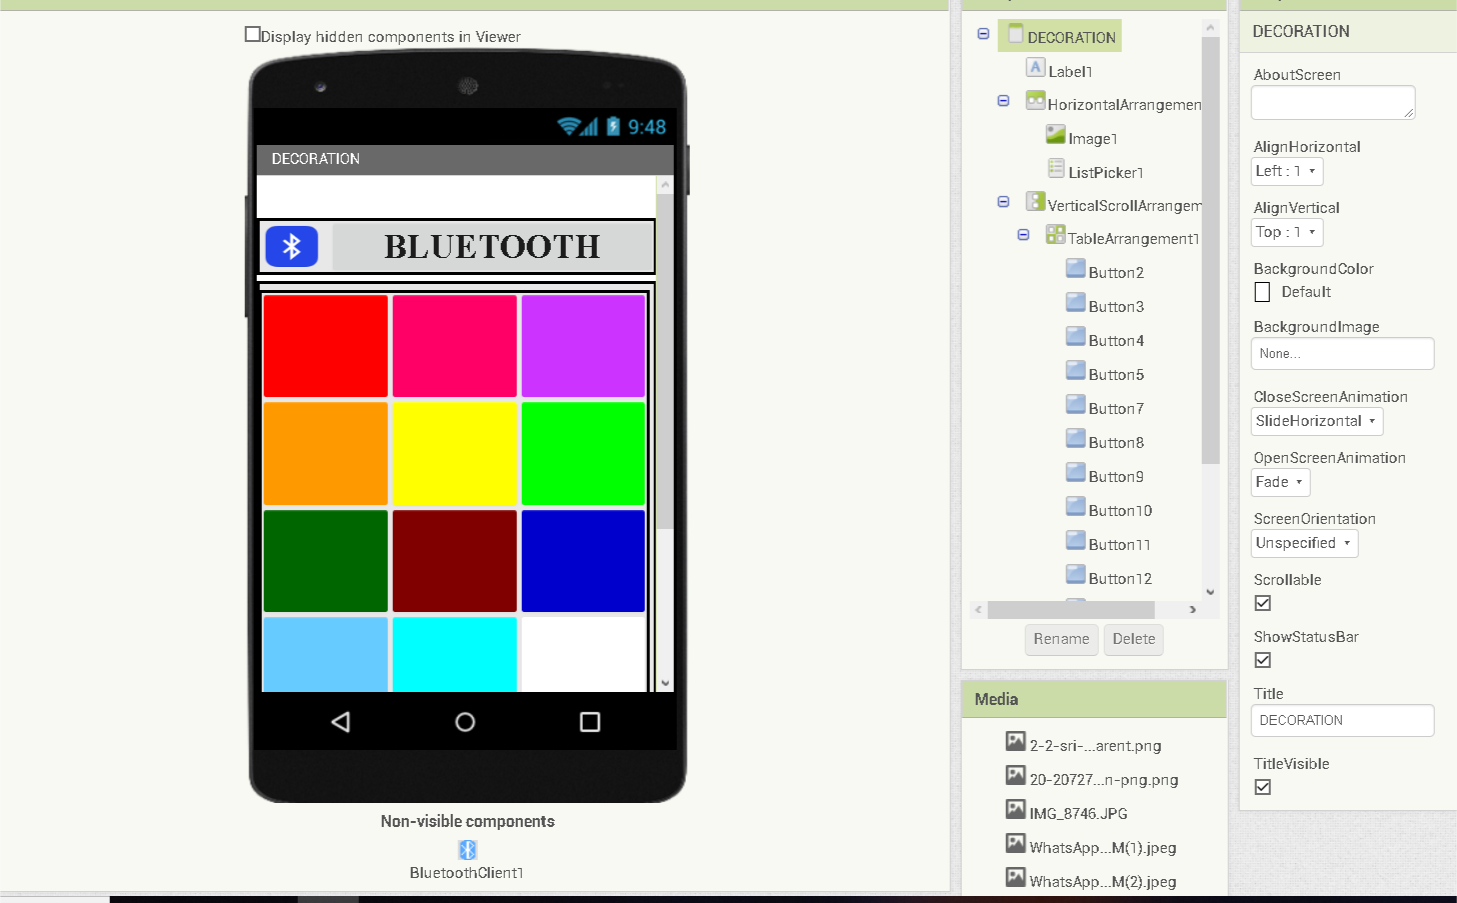 Display hidden components in Viewer
9:48
DECORATION
BLUETOOTH
Non-visible components
BluetoothClient1
DECORATION
Label1
HorizontalArrangemen
Image1
ListPicker1
VerticalScrollArrangem
TableArrangement1
Button2
Button3
Button4
Button5
Button7
Button8
Button9
Button10
Button11
Button12
Rename Delete
Media
2-2-sri-...arent.png
20-20727...n-png.png
IMG_8746.JPG
WhatsApp...M(1).jpeg
WhatsApp...M(2).jpeg
DECORATION
AboutScreen
AlignHorizontal
Left : 1
AlignVertical
Top : 1
BackgroundColor
Default
BackgroundImage
None...
CloseScreenAnimation
SlideHorizontal
OpenScreenAnimation
Fade
ScreenOrientation
Unspecified
Scrollable
ShowStatusBar
Title
DECORATION
TitleVisible